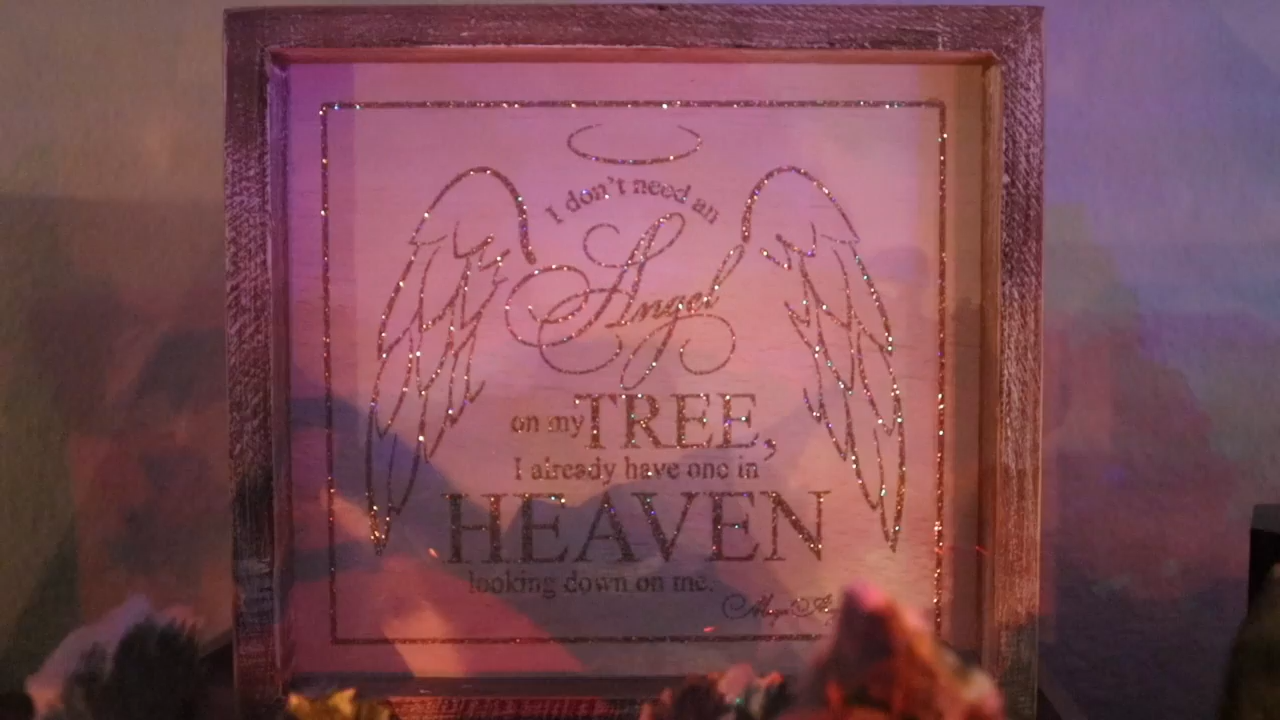 I don't need an
Angel
on my TREE,
I already have one in
HEAVEN
looking down on me.